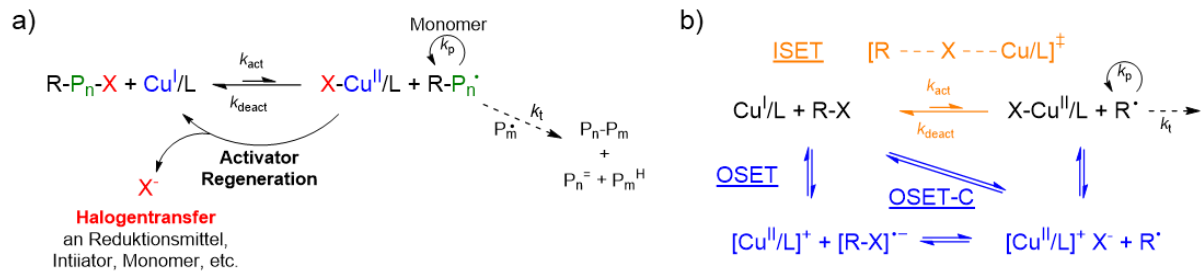 a)
Monomer
kp
R-Pn-X + CuI/L
kact
kdeact
X-CuII/L + R-Pn•
Pm•
kt
Pn-Pm
+
Pn= + PmH
Activator
Regeneration
X-
Halogentransfer
an Reduktionsmittel,
Intiiator, Monomer, etc.
b)
ISET
[R --- X --- Cu/L]‡
kp
CuI/L + R-X
kact
kdeact
X-CuII/L + R•
kt
OSET
OSET-C
[CuII/L]+ + [R-X]•−
[CuII/L]+ X- + R•